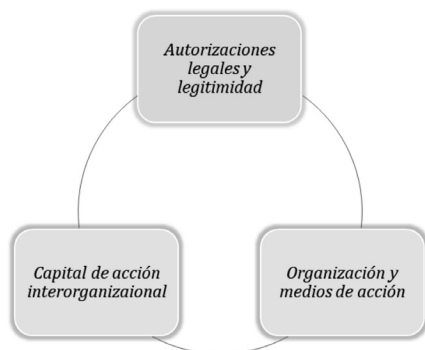 Autorizaciones
legales y
legitimidad
Capital de acción
interorganizaional
Organización y
medios de acción